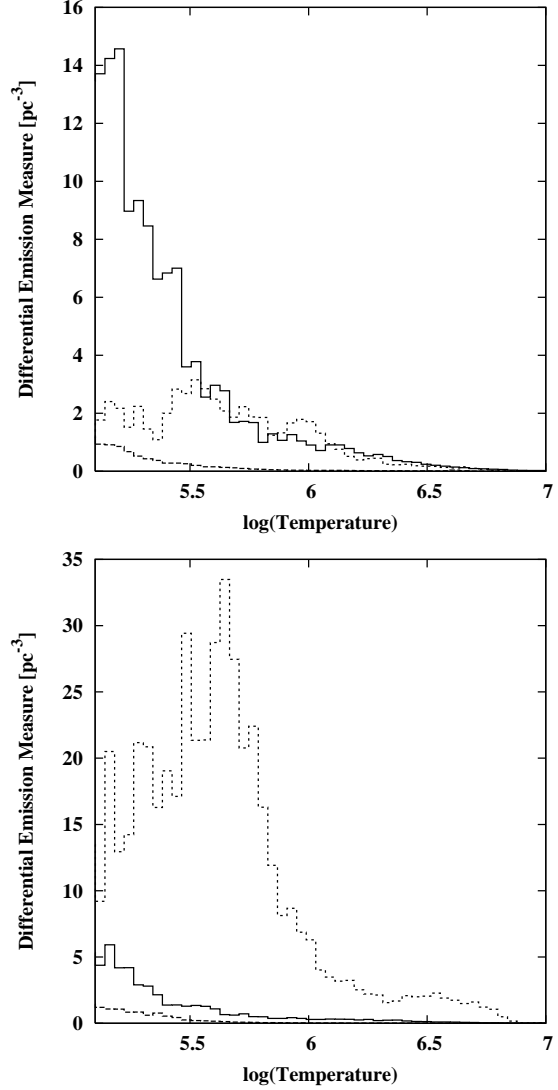 16
14
12
10
8
6
4
2
0
Differential Emission Measure [pc-3]
5.5 6 6.5 7
log(Temperature)
35
30
25
20
15
10
5
0
Differential Emission Measure [pc-3]
5.5 6 6.5 7
log(Temperature)